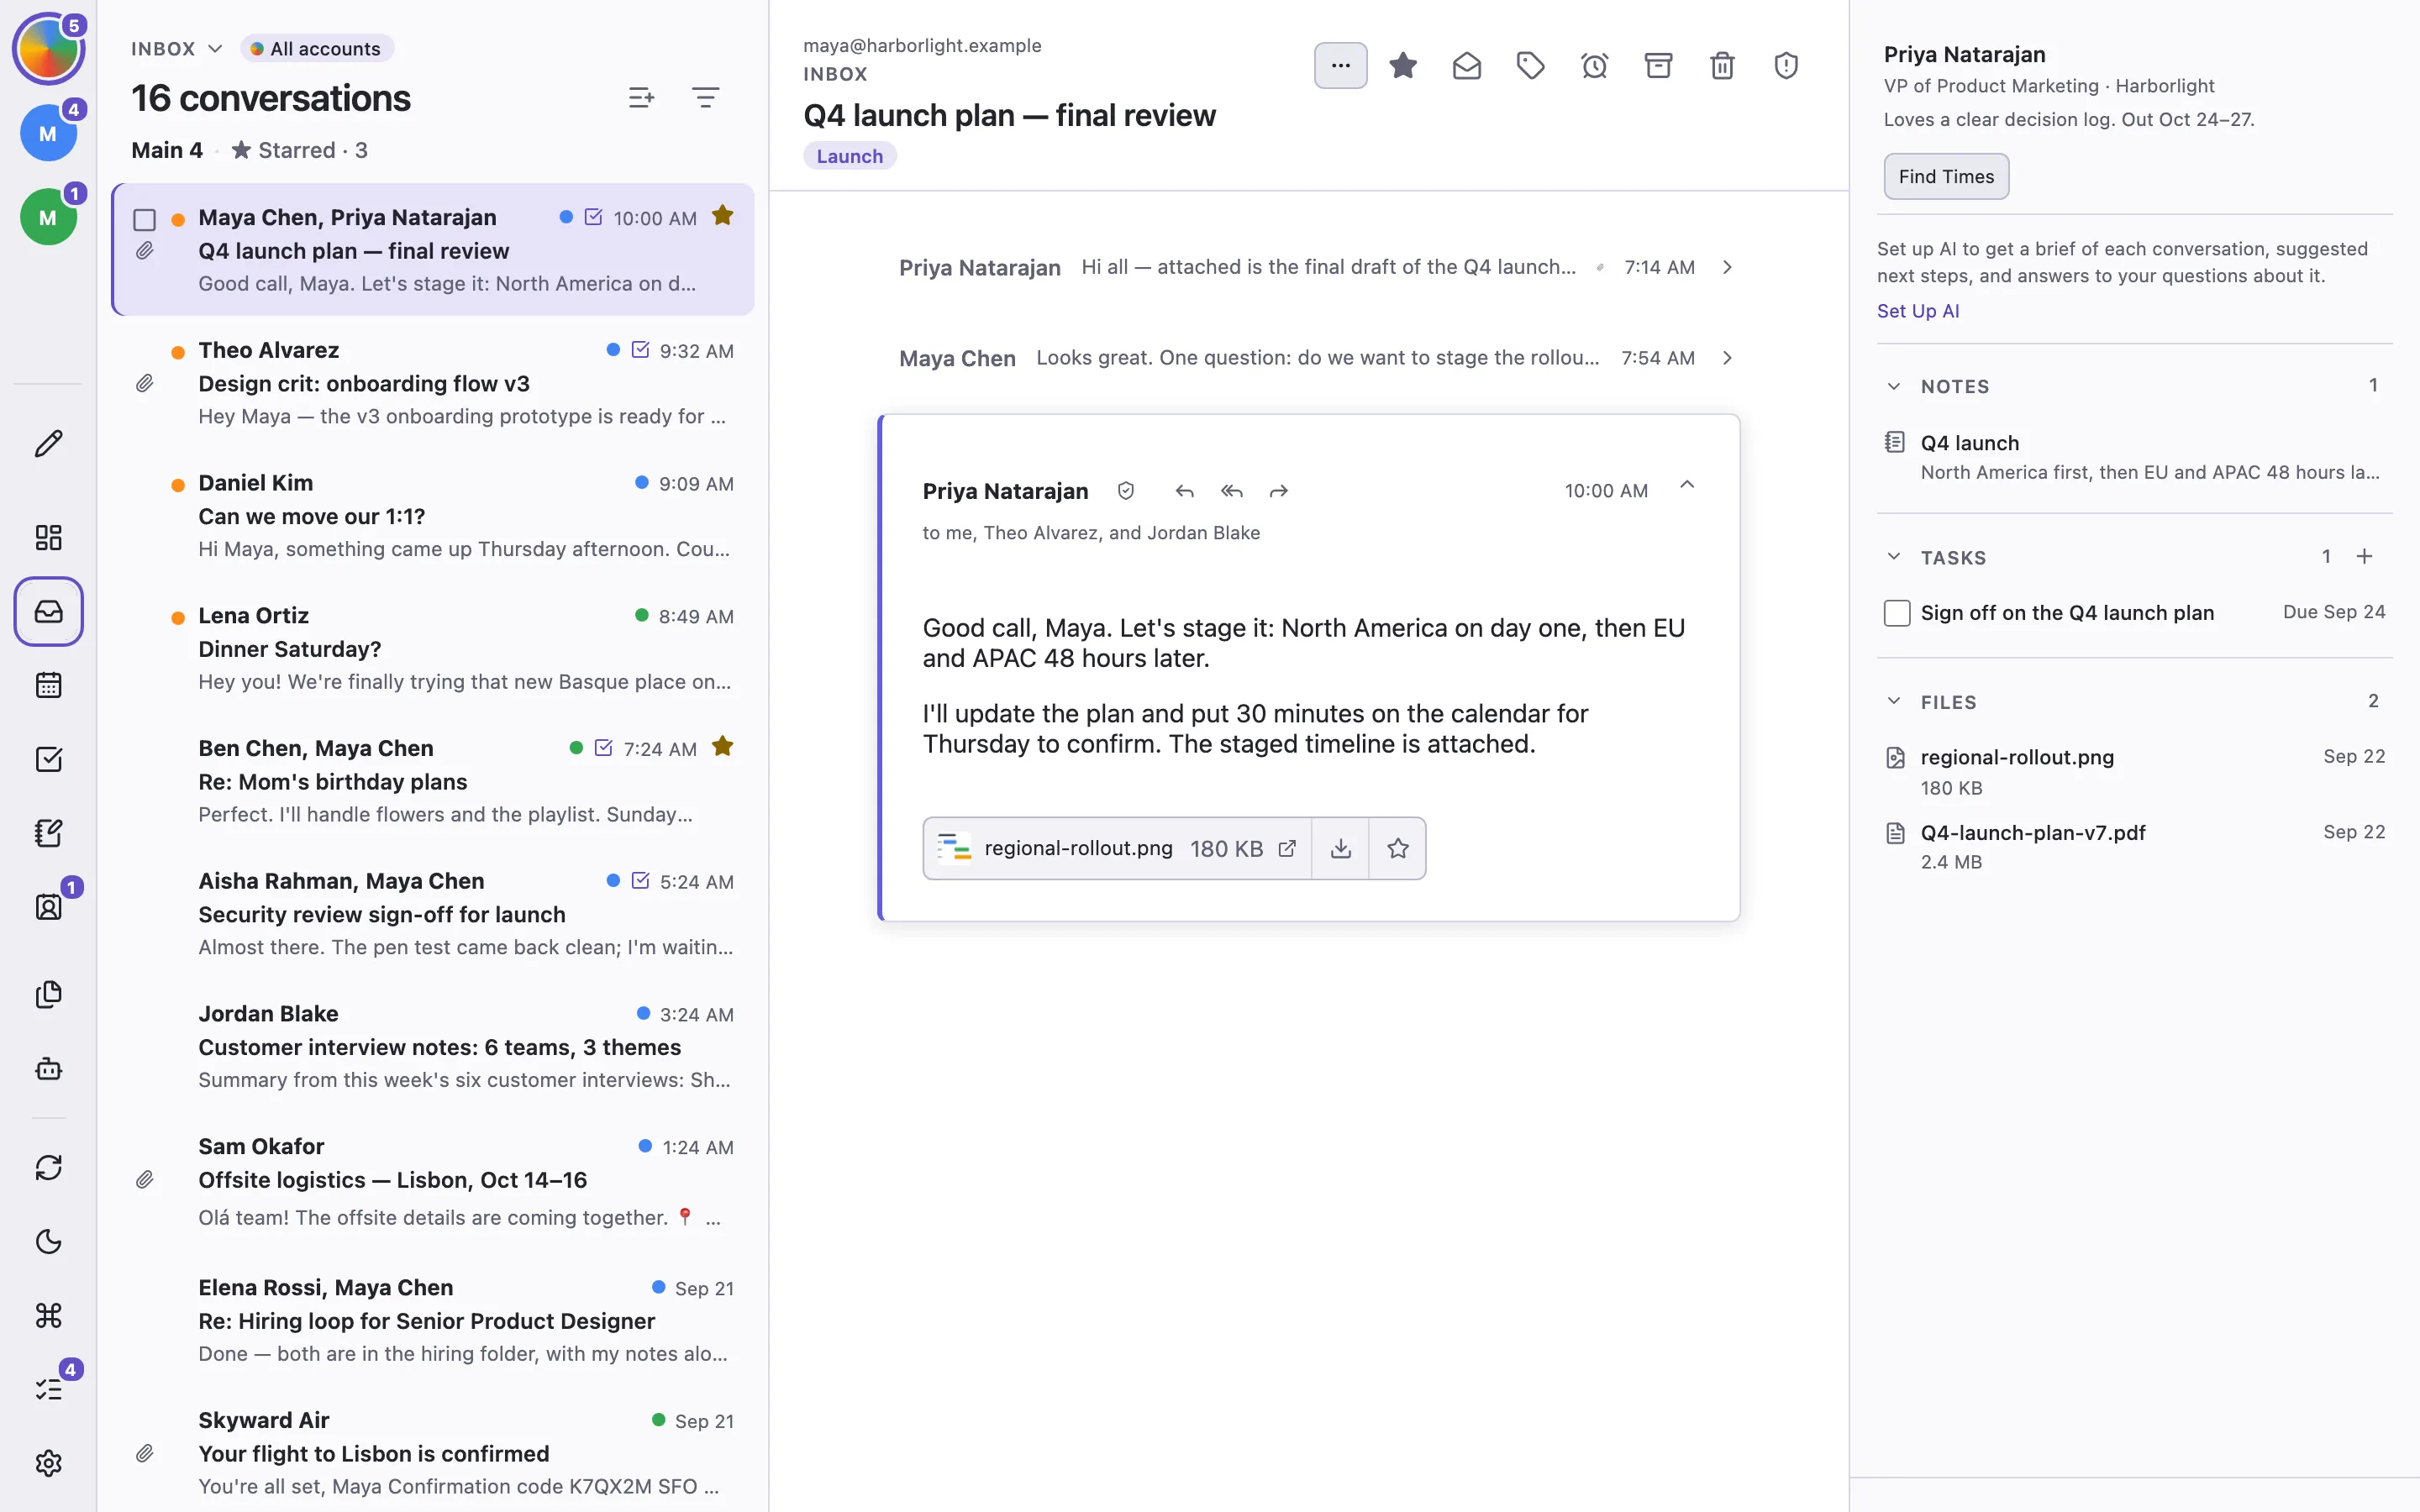 5
M 4
M 1
1
4
INBOX All accounts
16 conversations
Main 4 · Starred · 3
Maya Chen, Priya Natarajan 10:00 AM
Q4 launch plan — final review
Good call, Maya. Let's stage it: North America on d...
Theo Alvarez 9:32 AM
Design crit: onboarding flow v3
Hey Maya — the v3 onboarding prototype is ready for ...
Daniel Kim 9:09 AM
Can we move our 1:1?
Hi Maya, something came up Thursday afternoon. Cou...
Lena Ortiz 8:49 AM
Dinner Saturday?
Hey you! We're finally trying that new Basque place on...
Ben Chen, Maya Chen 7:24 AM
Re: Mom's birthday plans
Perfect. I'll handle flowers and the playlist. Sunday...
Aisha Rahman, Maya Chen 5:24 AM
Security review sign-off for launch
Almost there. The pen test came back clean; I'm waitin...
Jordan Blake 3:24 AM
Customer interview notes: 6 teams, 3 themes
Summary from this week's six customer interviews: Sh...
Sam Okafor 1:24 AM
Offsite logistics — Lisbon, Oct 14–16
Olá team! The offsite details are coming together. 📍 ...
Elena Rossi, Maya Chen Sep 21
Re: Hiring loop for Senior Product Designer
Done — both are in the hiring folder, with my notes alo...
Skyward Air Sep 21
Your flight to Lisbon is confirmed
You're all set, Maya Confirmation code K7QX2M SFO ...
maya@harborlight.example
INBOX
Q4 launch plan — final review
Launch
Priya Natarajan Hi all — attached is the final draft of the Q4 launch... 7:14 AM
Maya Chen Looks great. One question: do we want to stage the rollou... 7:54 AM
Priya Natarajan 10:00 AM
to me, Theo Alvarez, and Jordan Blake
Good call, Maya. Let's stage it: North America on day one, then EU
and APAC 48 hours later.
I'll update the plan and put 30 minutes on the calendar for
Thursday to confirm. The staged timeline is attached.
regional-rollout.png 180 KB
Priya Natarajan
VP of Product Marketing · Harborlight
Loves a clear decision log. Out Oct 24–27.
Find Times
Set up AI to get a brief of each conversation, suggested
next steps, and answers to your questions about it.
Set Up AI
NOTES 1
Q4 launch
North America first, then EU and APAC 48 hours la...
TASKS 1
Sign off on the Q4 launch plan Due Sep 24
FILES 2
regional-rollout.png Sep 22
180 KB
Q4-launch-plan-v7.pdf Sep 22
2.4 MB